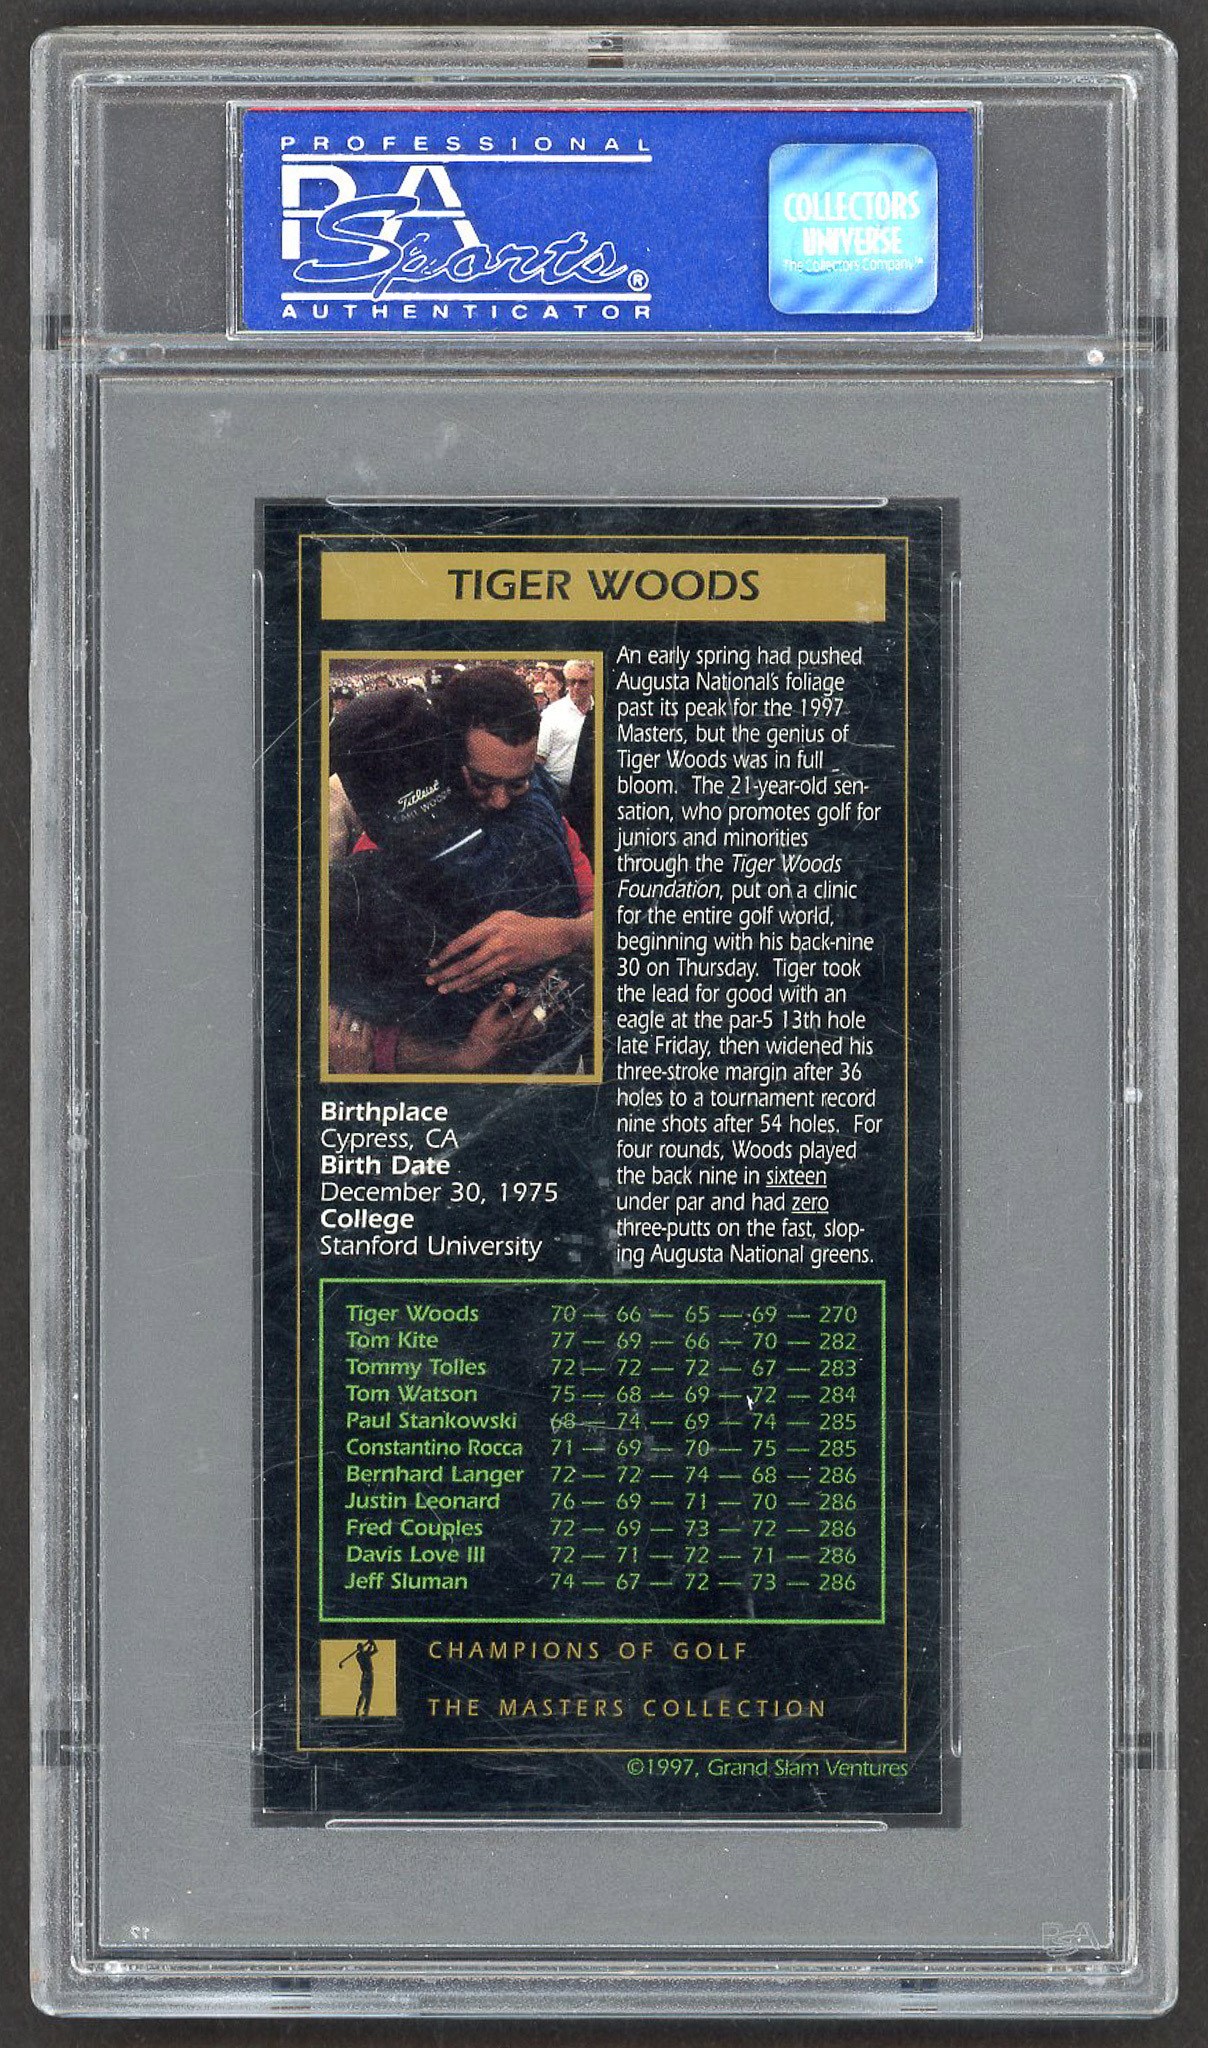 PROFESSIONAL
PSA
Sports®
AUTHENTICATOR
COLLECTORS
UNIVERSE
The Collectors Company™
TIGER WOODS
Titleist
An early spring had pushed
Augusta National's foliage
past its peak for the 1997
Masters, but the genius of
Tiger Woods was in full
bloom. The 21-year-old sen-
sation, who promotes golf for
juniors and minorities
through the Tiger Woods
Foundation, put on a clinic
for the entire golf world,
beginning with his back-nine
30 on Thursday. Tiger took
the lead for good with an
eagle at the par-5 13th hole
late Friday, then widened his
three-stroke margin after 36
holes to a tournament record
nine shots after 54 holes. For
four rounds, Woods played
the back nine in sixteen
under par and had zero
three-putts on the fast, slop-
ing Augusta National greens.
Birthplace
Cypress, CA
Birth Date
December 30, 1975
College
Stanford University
Tiger Woods 70 — 66 — 65 — 69 — 270
Tom Kite 77 — 69 — 66 — 70 — 282
Tommy Tolles 72 — 72 — 72 — 67 — 283
Tom Watson 75 — 68 — 69 — 72 — 284
Paul Stankowski 68 — 74 — 69 — 74 — 285
Constantino Rocca 71 — 69 — 70 — 75 — 285
Bernhard Langer 72 — 72 — 74 — 68 — 286
Justin Leonard 76 — 69 — 71 — 70 — 286
Fred Couples 72 — 69 — 73 — 72 — 286
Davis Love III 72 — 71 — 72 — 71 — 286
Jeff Sluman 74 — 67 — 72 — 73 — 286
CHAMPIONS OF GOLF
THE MASTERS COLLECTION
©1997, Grand Slam Ventures
PSA